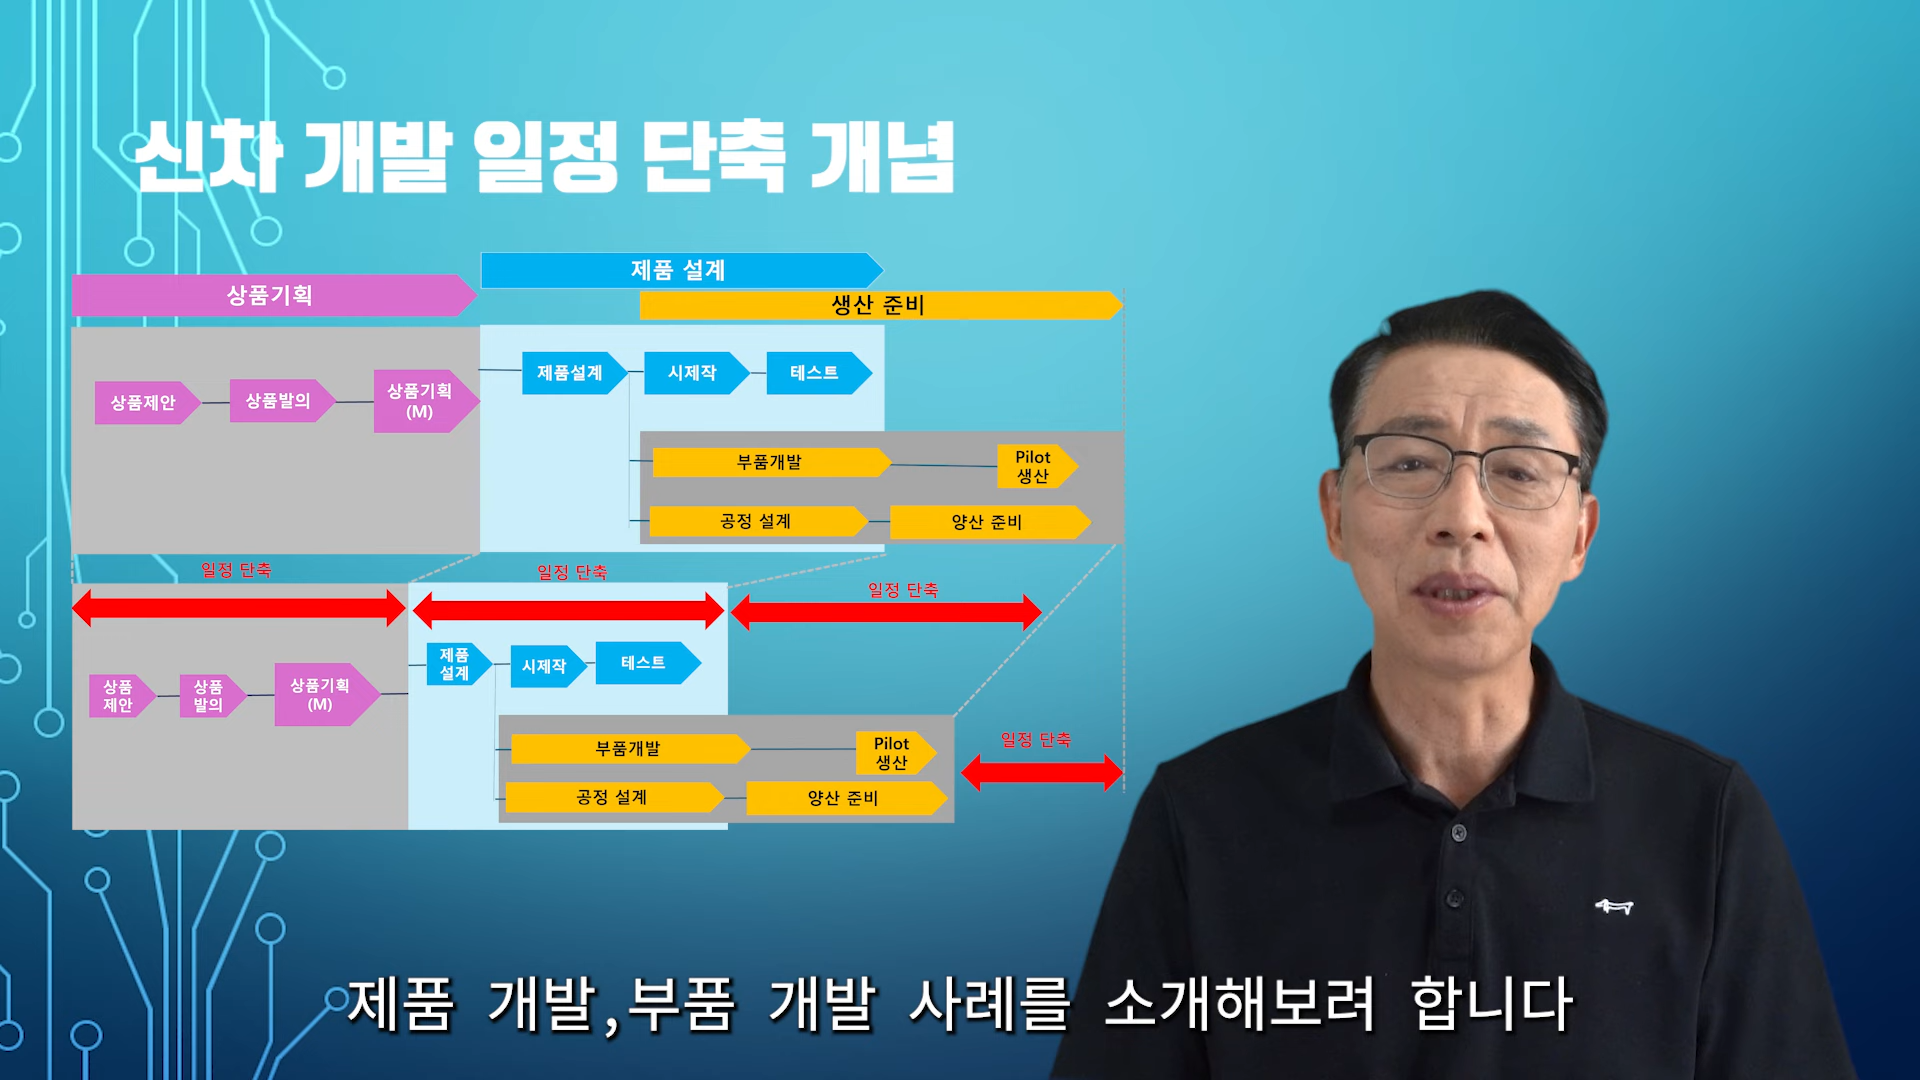 신차 개발 일정 단축 개념
제품 설계
상품기획
생산 준비
제품설계
시제작
테스트
상품제안
상품발의
상품기획
(M)
부품개발
Pilot
생산
공정 설계
양산 준비
일정 단축
일정 단축
일정 단축
제품
설계
시제작
테스트
상품
제안
상품
발의
상품기획
(M)
부품개발
Pilot
생산
일정 단축
공정 설계
양산 준비
제품 개발,부품 개발 사례를 소개해보려 합니다